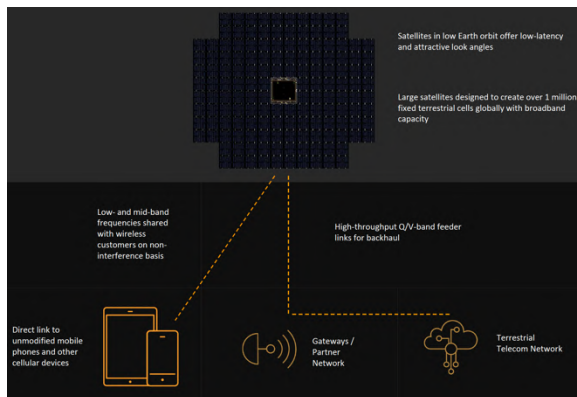 Satellites in low Earth orbit offer low-latency
and attractive look angles
Large satellites designed to create over 1 million
fixed terrestrial cells globally with broadband
capacity
Low- and mid-band
frequencies shared
with wireless
customers on non-
interference basis
High-throughput Q/V-band feeder
links for backhaul
Direct link to
unmodified mobile
phones and other
cellular devices
Gateways /
Partner
Network
Terrestrial
Telecom Network